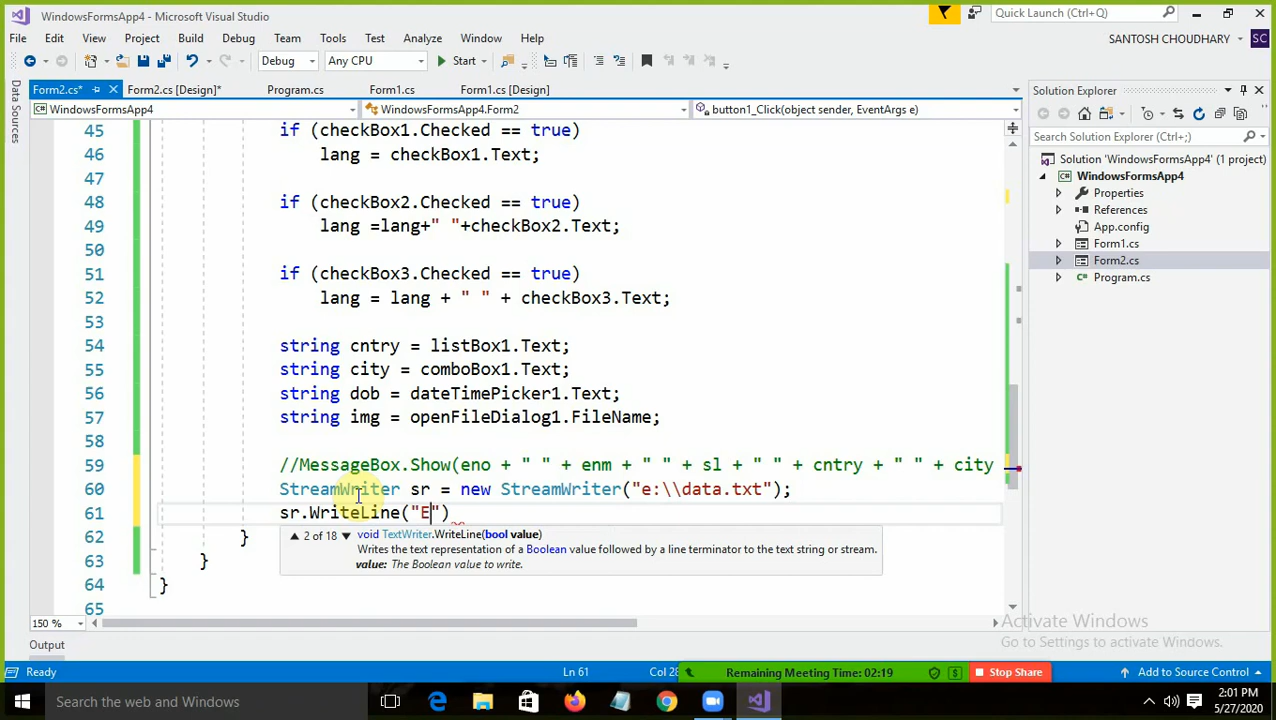 WindowsFormsApp4 - Microsoft Visual Studio
Quick Launch (Ctrl+Q)
File Edit View Project Build Debug Team Tools Test Analyze Window Help
SANTOSH CHOUDHARY SC
Debug Any CPU Start
Data Sources
Form2.cs* Form2.cs [Design]* Program.cs Form1.cs Form1.cs [Design]
WindowsFormsApp4 WindowsFormsApp4.Form2 button1_Click(object sender, EventArgs e)
45 if (checkBox1.Checked == true)
46 lang = checkBox1.Text;
47
48 if (checkBox2.Checked == true)
49 lang =lang+" "+checkBox2.Text;
50
51 if (checkBox3.Checked == true)
52 lang = lang + " " + checkBox3.Text;
53
54 string cntry = listBox1.Text;
55 string city = comboBox1.Text;
56 string dob = dateTimePicker1.Text;
57 string img = openFileDialog1.FileName;
58
59 //MessageBox.Show(eno + " " + enm + " " + sl + " " + cntry + " " + city
60 StreamWriter sr = new StreamWriter("e:\\data.txt");
61 sr.WriteLine("E")
62 }
2 of 18 void TextWriter.WriteLine(bool value)
Writes the text representation of a Boolean value followed by a line terminator to the text string or stream.
value: The Boolean value to write.
63 }
64 }
65
150 %
Output
Solution Explorer
Search Solution Explorer (Ctrl+;)
Solution 'WindowsFormsApp4' (1 project)
WindowsFormsApp4
Properties
References
App.config
Form1.cs
Form2.cs
Program.cs
Activate Windows
Go to Settings to activate Windows.
Ready Ln 61 Col 28 Remaining Meeting Time: 02:19 Stop Share Add to Source Control
Search the web and Windows
2:01 PM
5/27/2020